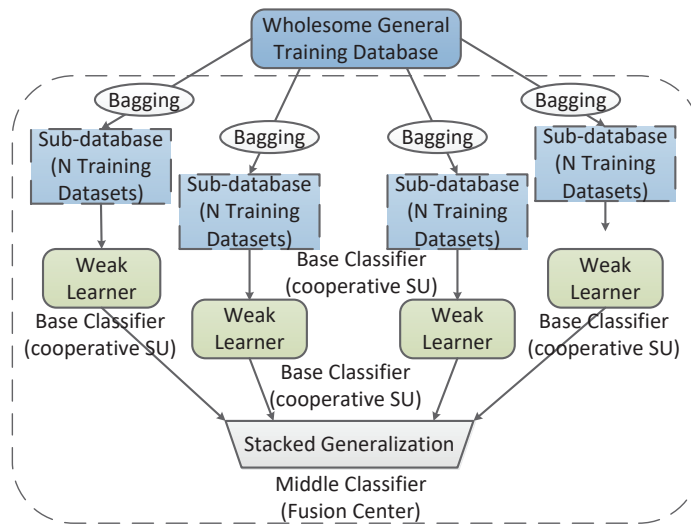 Wholesome General
Training Database
Bagging
Bagging
Bagging
Bagging
Sub-database
(N Training
Datasets)
Sub-database
(N Training
Datasets)
Sub-database
(N Training
Datasets)
Sub-database
(N Training
Datasets)
Weak
Learner
Base Classifier
(cooperative SU)
Weak
Learner
Base Classifier
(cooperative SU)
Weak
Learner
Base Classifier
(cooperative SU)
Weak
Learner
Base Classifier
(cooperative SU)
Stacked Generalization
Middle Classifier
(Fusion Center)